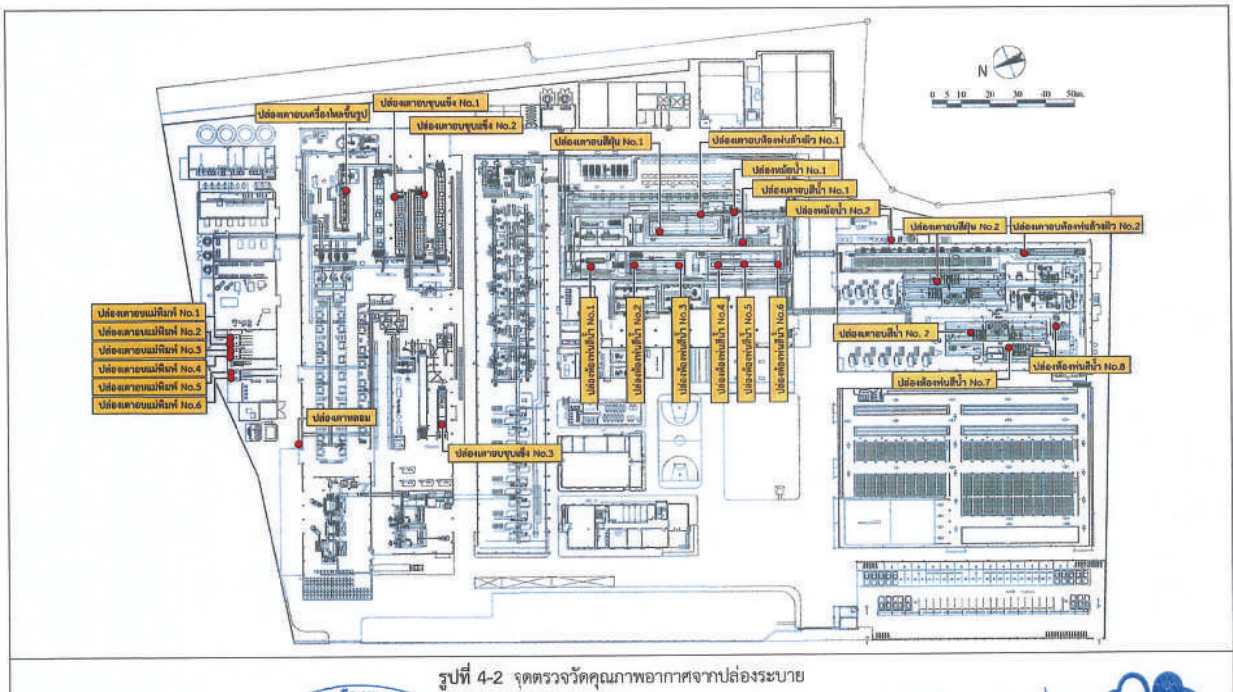 N
0 5 10 20 30 40 50ม.
ปล่องเตาอบเครื่องไหลขึ้นรูป
ปล่องเตาอบชุบแข็ง No.1
ปล่องเตาอบชุบแข็ง No.2
ปล่องเตาอบสีฝุ่น No.1
ปล่องเตาอบห้องพ่นล้างผิว No.1
ปล่องหม้อน้ำ No.1
ปล่องเตาอบสีน้ำ No.1
ปล่องหม้อน้ำ No.2
ปล่องเตาอบสีฝุ่น No.2
ปล่องเตาอบห้องพ่นล้างผิว No.2
ปล่องเตาอบแม่พิมพ์ No.1
ปล่องเตาอบแม่พิมพ์ No.2
ปล่องเตาอบแม่พิมพ์ No.3
ปล่องเตาอบแม่พิมพ์ No.4
ปล่องเตาอบแม่พิมพ์ No.5
ปล่องเตาอบแม่พิมพ์ No.6
ปล่องห้องพ่นสีน้ำ No.1
ปล่องห้องพ่นสีน้ำ No.2
ปล่องห้องพ่นสีน้ำ No.3
ปล่องห้องพ่นสีน้ำ No.4
ปล่องห้องพ่นสีน้ำ No.5
ปล่องห้องพ่นสีน้ำ No.6
ปล่องเตาอบสีน้ำ No. 2
ปล่องห้องพ่นสีน้ำ No.8
ปล่องห้องพ่นสีน้ำ No.7
ปล่องเตาหลอม
ปล่องเตาอบชุบแข็ง No.3
รูปที่ 4-2 จุดตรวจวัดคุณภาพอากาศจากปล่องระบาย